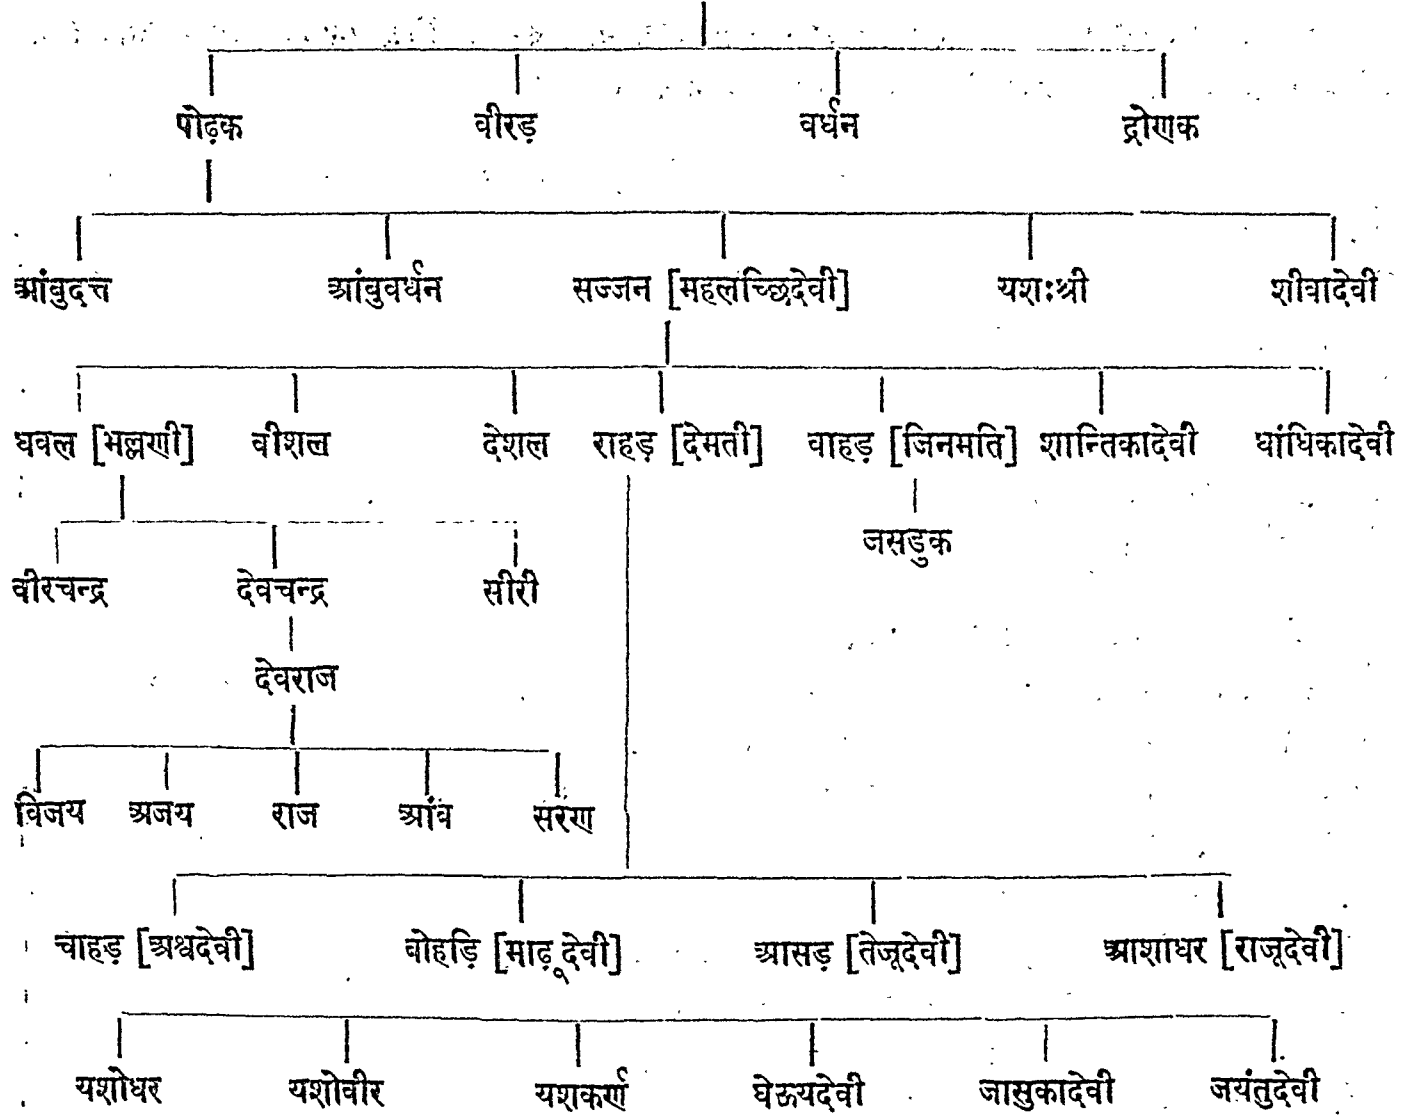 पोढ़क वीरड़ वर्धन द्रोणक
आंबुदत्त आंबुवर्धन सज्जन [महलच्छिदेवी] यशःश्री शीवादेवी
धवल [भल्लणी] वीशल देशल राहड़ [देमती] वाहड़ [जिनमति] शान्तिकादेवी धांधिकादेवी
जसडुक
वीरचन्द्र देवचन्द्र सीरी
देवराज
विजय अजय राज आंब सरण
चाहड़ [अश्वदेवी] बोहड़ि [माढ़ूदेवी] आसड़ [तेजूदेवी] आशाधर [राजूदेवी]
यशोधर यशोवीर यशकर्ण घेऊयदेवी जासुकादेवी जयंतुदेवी